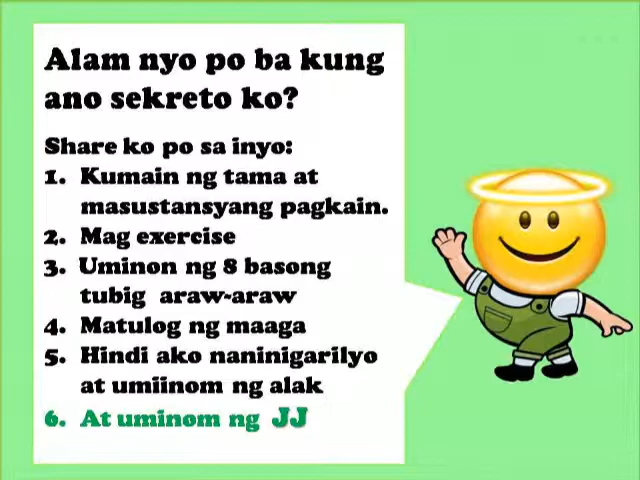 Alam nyo po ba kung
ano sekreto ko?
Share ko po sa inyo:
1. Kumain ng tama at
masustansyang pagkain.
2. Mag exercise
3. Uminon ng 8 basong
tubig araw-araw
4. Matulog ng maaga
5. Hindi ako naninigarilyo
at umiinom ng alak
6. At uminom ng JJ